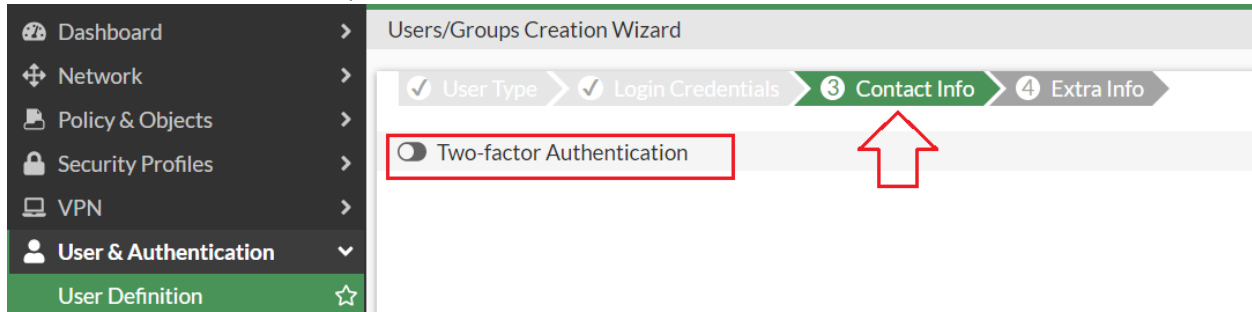 Dashboard
Network
Policy & Objects
Security Profiles
VPN
User & Authentication
User Definition
Users/Groups Creation Wizard
User Type Login Credentials 3 Contact Info 4 Extra Info
Two-factor Authentication